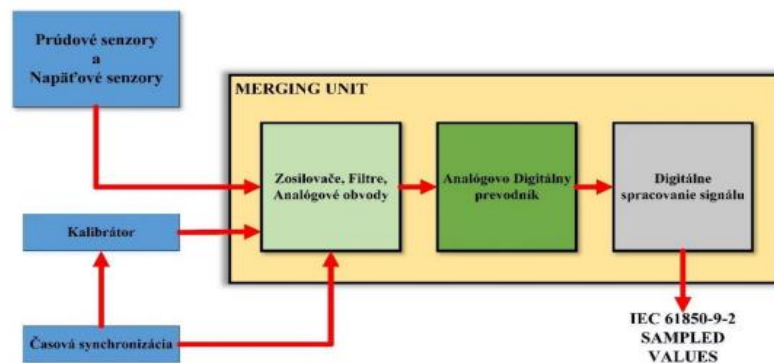 Prúdové senzory
a
Napäťové senzory
MERGING UNIT
Zosilovače, Filtre,
Analógové obvody
Analógovo Digitálny
prevodník
Digitálne
spracovanie signálu
Kalibrátor
Časová synchronizácia
IEC 61850-9-2
SAMPLED
VALUES